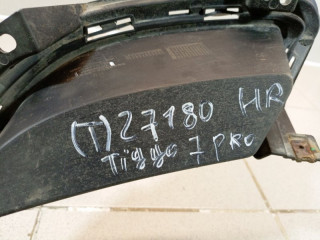 (T) 27180 HR
Tiggo 7 PRO